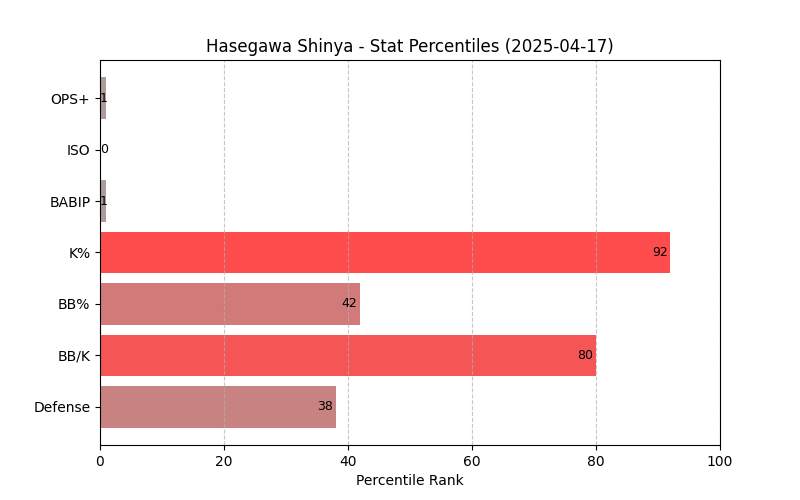 Hasegawa Shinya - Stat Percentiles (2025-04-17)
OPS+ 1
ISO 0
BABIP 1
K% 92
BB% 42
BB/K 80
Defense 38
0 20 40 60 80 100
Percentile Rank